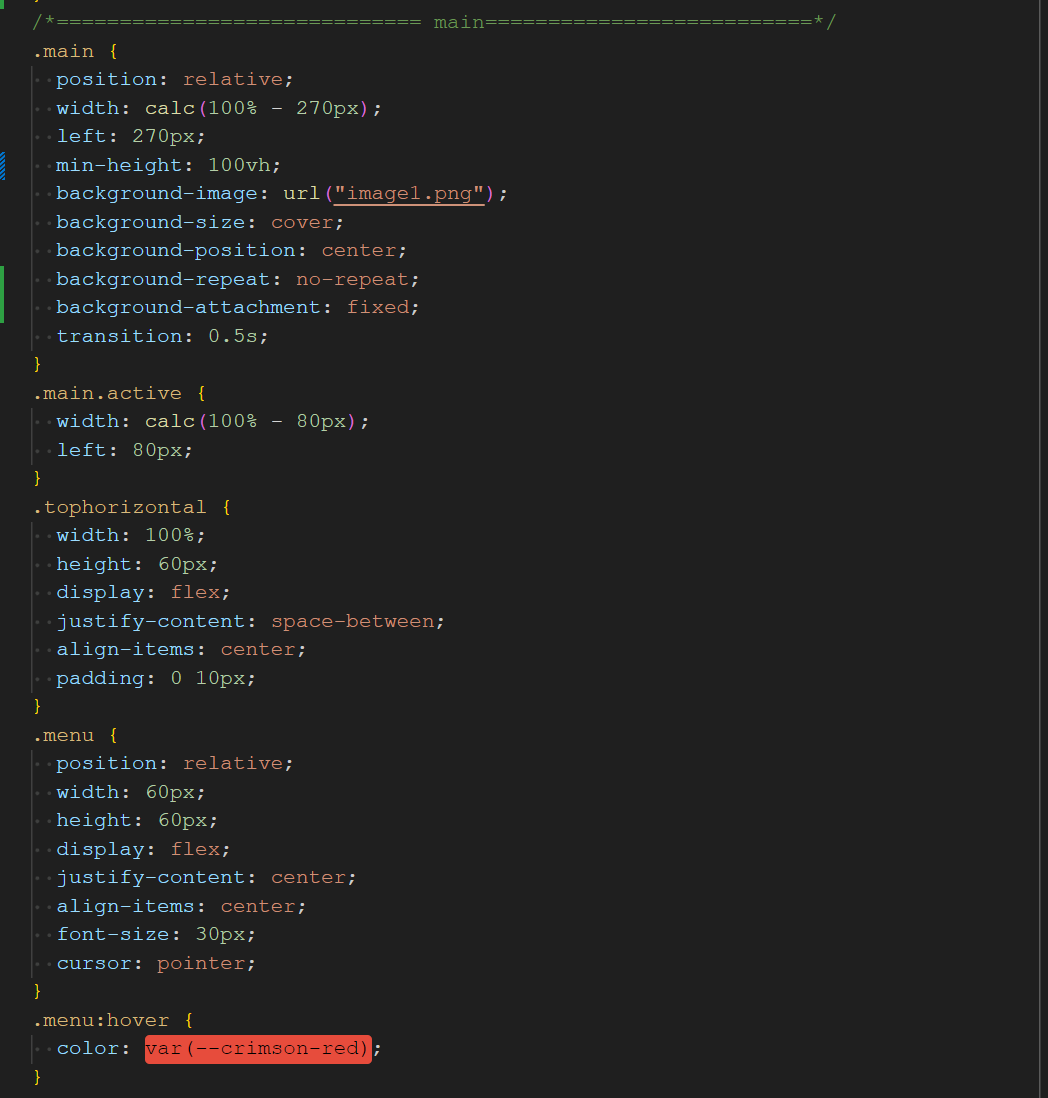 /*============================= main==========================*/
.main {
position: relative;
width: calc(100% - 270px);
left: 270px;
min-height: 100vh;
background-image: url("image1.png");
background-size: cover;
background-position: center;
background-repeat: no-repeat;
background-attachment: fixed;
transition: 0.5s;
}
.main.active {
width: calc(100% - 80px);
left: 80px;
}
.tophorizontal {
width: 100%;
height: 60px;
display: flex;
justify-content: space-between;
align-items: center;
padding: 0 10px;
}
.menu {
position: relative;
width: 60px;
height: 60px;
display: flex;
justify-content: center;
align-items: center;
font-size: 30px;
cursor: pointer;
}
.menu:hover {
color: var(--crimson-red);
}